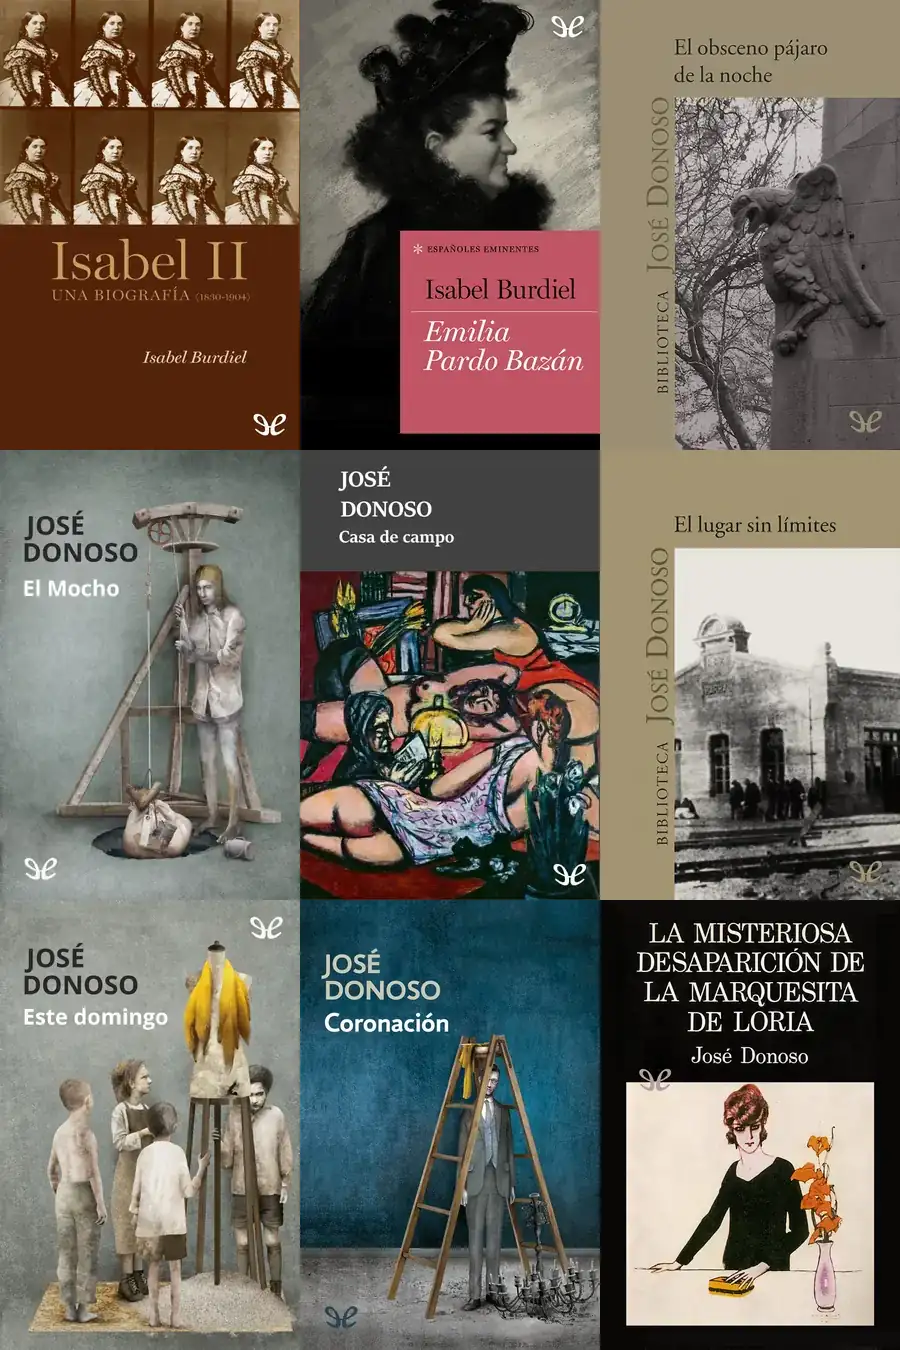 Isabel II
UNA BIOGRAFÍA (1830-1904)
Isabel Burdiel
* ESPAÑOLES EMINENTES
Isabel Burdiel
Emilia
Pardo Bazán
El obsceno pájaro
de la noche
BIBLIOTECA JOSÉ DONOSO
JOSÉ
DONOSO
El Mocho
JOSÉ
DONOSO
Casa de campo
El lugar sin límites
BIBLIOTECA JOSÉ DONOSO
JOSÉ
DONOSO
Este domingo
JOSÉ
DONOSO
Coronación
LA MISTERIOSA
DESAPARICIÓN DE
LA MARQUESITA
DE LORIA
José Donoso